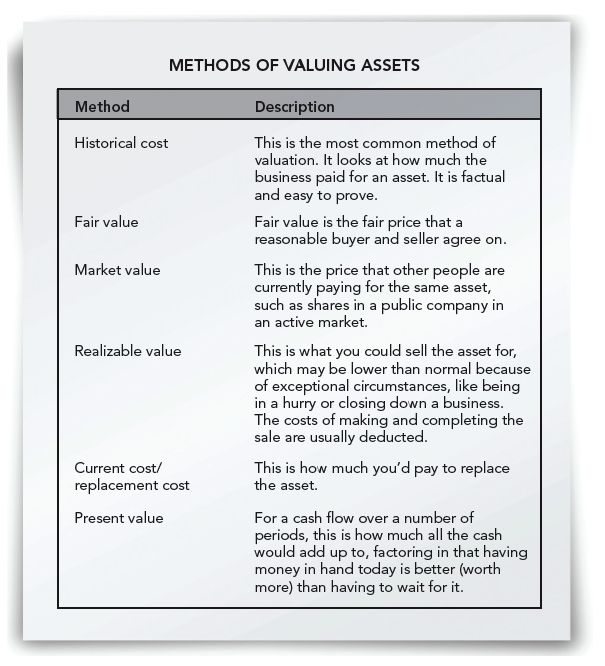 METHODS OF VALUING ASSETS
Method Description
Historical cost This is the most common method of
valuation. It looks at how much the
business paid for an asset. It is factual
and easy to prove.
Fair value Fair value is the fair price that a
reasonable buyer and seller agree on.
Market value This is the price that other people are
currently paying for the same asset,
such as shares in a public company in
an active market.
Realizable value This is what you could sell the asset for,
which may be lower than normal because
of exceptional circumstances, like being
in a hurry or closing down a business.
The costs of making and completing the
sale are usually deducted.
Current cost/ This is how much you’d pay to replace
replacement cost the asset.
Present value For a cash flow over a number of
periods, this is how much all the cash
would add up to, factoring in that having
money in hand today is better (worth
more) than having to wait for it.